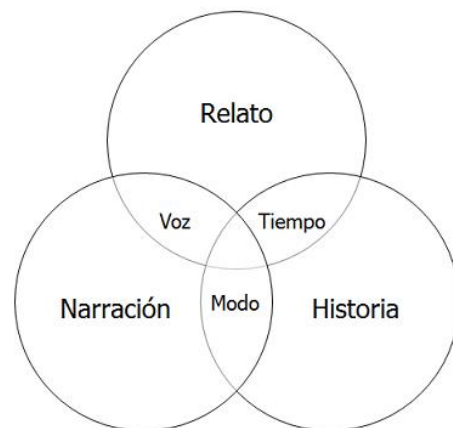 Relato
Voz
Tiempo
Narración
Modo
Historia